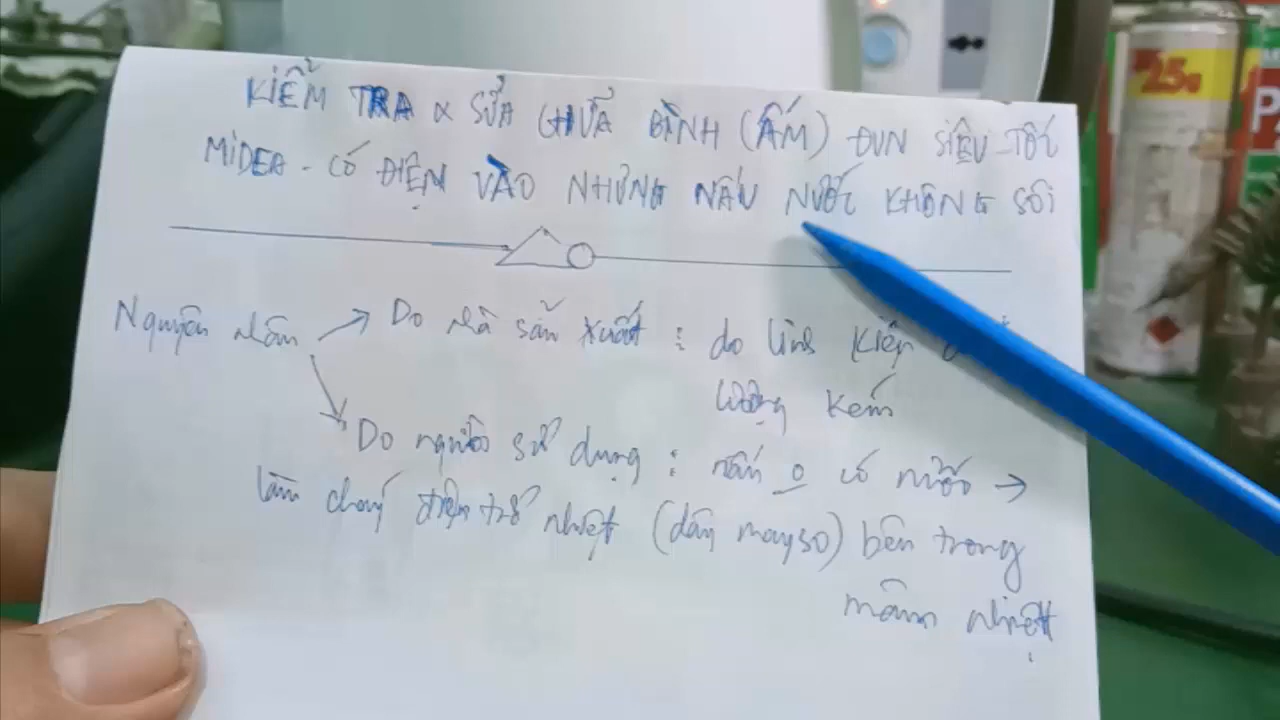 KIỂM TRA & SỬA CHỮA BÌNH (ẤM) ĐUN SIÊU-TỐC
MIDEA - CÓ ĐIỆN VÀO NHƯNG NẤU NƯỚC KHÔNG SÔI
Nguyên nhân → Do nhà sản xuất : do linh kiện
lượng kém
Do người sử dụng : nấu o có nước →
làm cháy điện trở nhiệt (dây mayso) bên trong
mâm nhiệt
25
P